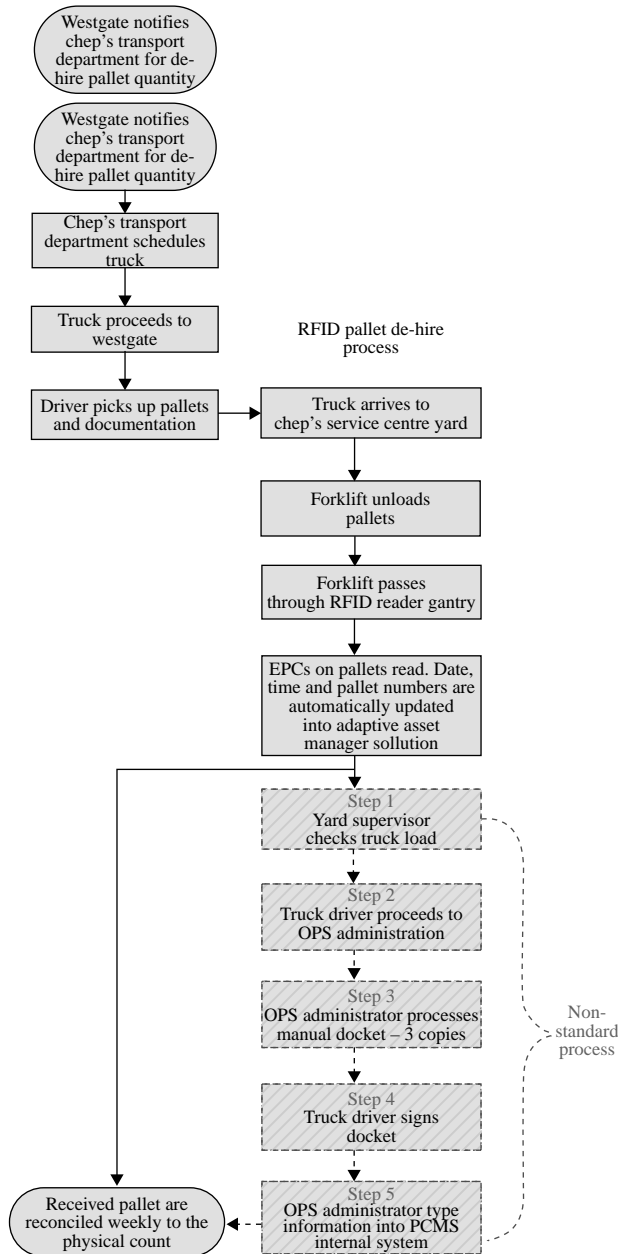 Westgate notifies
chep’s transport
department for de-
hire pallet quantity
Westgate notifies
chep’s transport
department for de-
hire pallet quantity
Chep’s transport
department schedules
truck
Truck proceeds to
westgate
Driver picks up pallets
and documentation
RFID pallet de-hire
process
Truck arrives to
chep’s service centre yard
Forklift unloads
pallets
Forklift passes
through RFID reader gantry
EPCs on pallets read. Date,
time and pallet numbers are
automatically updated
into adaptive asset
manager sollution
Step 1
Yard supervisor
checks truck load
Step 2
Truck driver proceeds to
OPS administration
Step 3
OPS administrator processes
manual docket – 3 copies
Step 4
Truck driver signs
docket
Step 5
OPS administrator type
information into PCMS
internal system
Non-
standard
process
Received pallet are
reconciled weekly to the
physical count